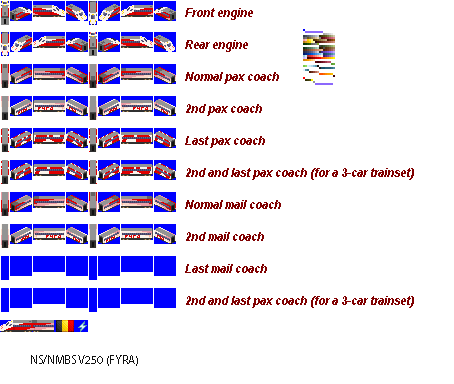 Front engine
Rear engine
Normal pax coach
2nd pax coach
Last pax coach
2nd and last pax coach (for a 3-car trainset)
Normal mail coach
2nd mail coach
Last mail coach
2nd and last pax coach (for a 3-car trainset)
NS/NMBS V250 (FYRA)